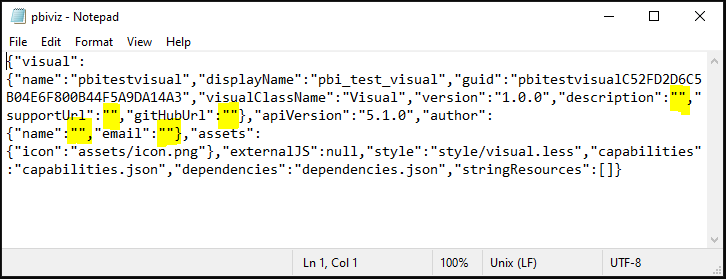 pbiviz - Notepad
File Edit Format View Help
{"visual":
{"name":"pbitestvisual","displayName":"pbi_test_visual","guid":"pbitestvisualC52FD2D6C5
B04E6F800B44F5A9DA14A3","visualClassName":"Visual","version":"1.0.0","description":"","
supportUrl":"","gitHubUrl":""},"apiVersion":"5.1.0","author":
{"name":"","email":""},"assets":
{"icon":"assets/icon.png"},"externalJS":null,"style":"style/visual.less","capabilities"
:"capabilities.json","dependencies":"dependencies.json","stringResources":[]}
Ln 1, Col 1 100% Unix (LF) UTF-8